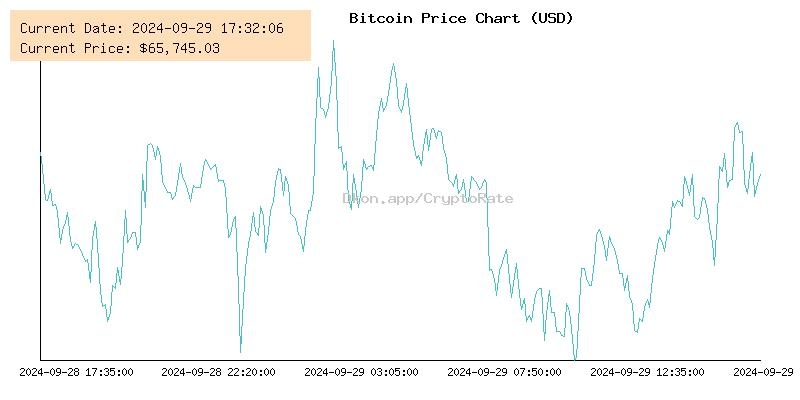 Bitcoin Price Chart (USD)
Current Date: 2024-09-29 17:32:06
Current Price: $65,745.03
Dkon.app/CryptoRate
2024-09-28 17:35:00 2024-09-28 22:20:00 2024-09-29 03:05:00 2024-09-29 07:50:00 2024-09-29 12:35:00 2024-09-29